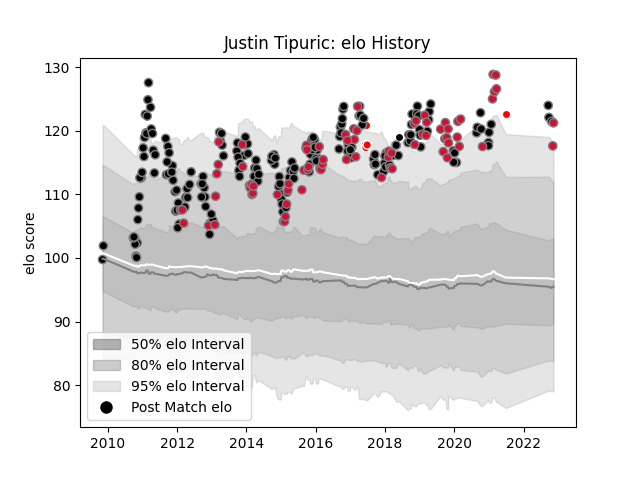 Justin Tipuric: elo History
130
120
110
100
90
80
elo score
50% elo Interval
80% elo Interval
95% elo Interval
Post Match elo
2010 2012 2014 2016 2018 2020 2022